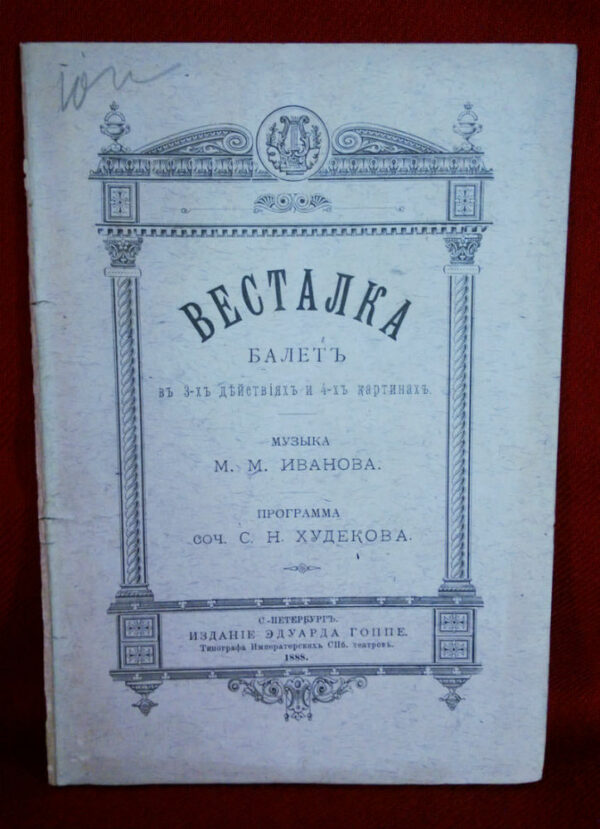 ВЕСТАЛКА
БАЛЕТЪ
въ 3-хъ дѣйствіяхъ и 4-хъ картинахъ.
МУЗЫКА
М. М. ИВАНОВА.
ПРОГРАММА
соч. С. Н. ХУДЕКОВА.
С.-ПЕТЕРБУРГЪ.
ИЗДАНІЕ ЭДУАРДА ГОППЕ.
Типографа Императорскихъ СПб. театровъ.
1888.